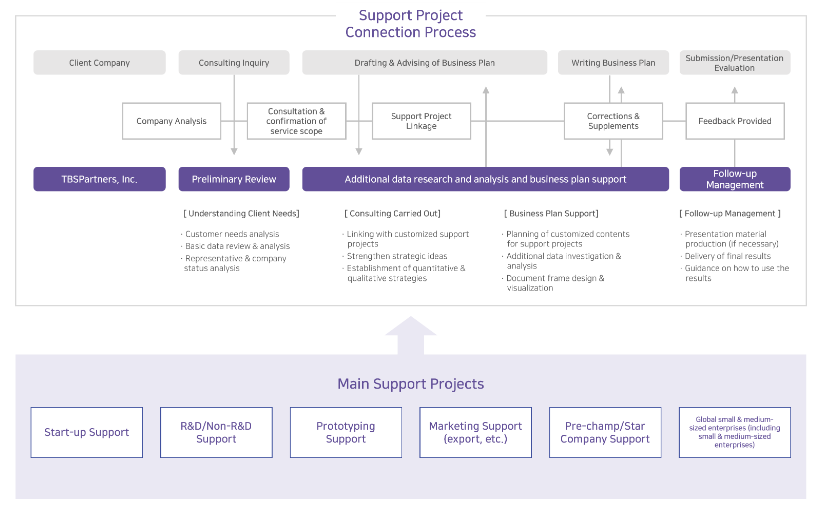 Support Project
Connection Process
Client Company
Consulting Inquiry
Drafting & Advising of Business Plan
Writing Business Plan
Submission/Presentation
Evaluation
Company Analysis
Consultation &
confirmation of
service scope
Support Project
Linkage
Corrections &
Supplements
Feedback Provided
TBSPartners, Inc.
Preliminary Review
Additional data research and analysis and business plan support
Follow-up
Management
[ Understanding Client Needs]
· Customer needs analysis
· Basic data review & analysis
· Representative & company
status analysis
[ Consulting Carried Out]
· Linking with customized support
projects
· Strengthen strategic ideas
· Establishment of quantitative &
qualitative strategies
[ Business Plan Support]
· Planning of customized contents
for support projects
· Additional data investigation &
analysis
· Document frame design &
visualization
[ Follow-up Management ]
· Presentation material
production (if necessary)
· Delivery of final results
· Guidance on how to use the
results
Main Support Projects
Start-up Support
R&D/Non-R&D
Support
Prototyping
Support
Marketing Support
(export, etc.)
Pre-champ/Star
Company Support
Global small & medium-
sized enterprises (including
small & medium-sized
enterprises)